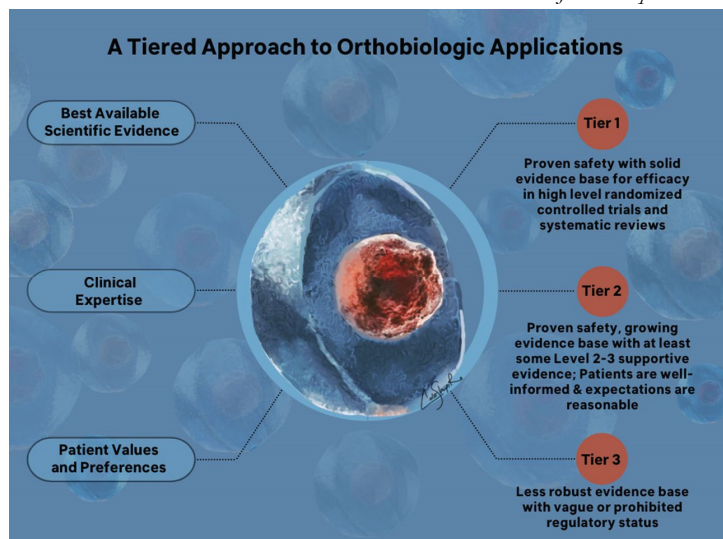 A Tiered Approach to Orthobiologic Applications
Best Available
Scientific Evidence
Clinical
Expertise
Patient Values
and Preferences
Tier 1
Proven safety with solid
evidence base for efficacy
in high level randomized
controlled trials and
systematic reviews
Tier 2
Proven safety, growing
evidence base with at least
some Level 2-3 supportive
evidence; Patients are well-
informed & expectations are
reasonable
Tier 3
Less robust evidence base
with vague or prohibited
regulatory status